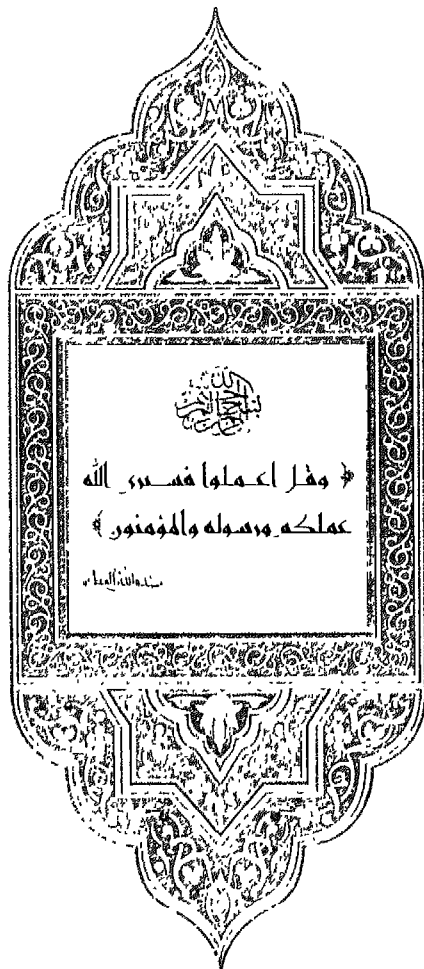 بسم الله الرحمن الرحيم
﴿ وقل اعملوا فسيرى الله
عملكم ورسوله والمؤمنون ﴾
صدق الله العظيم